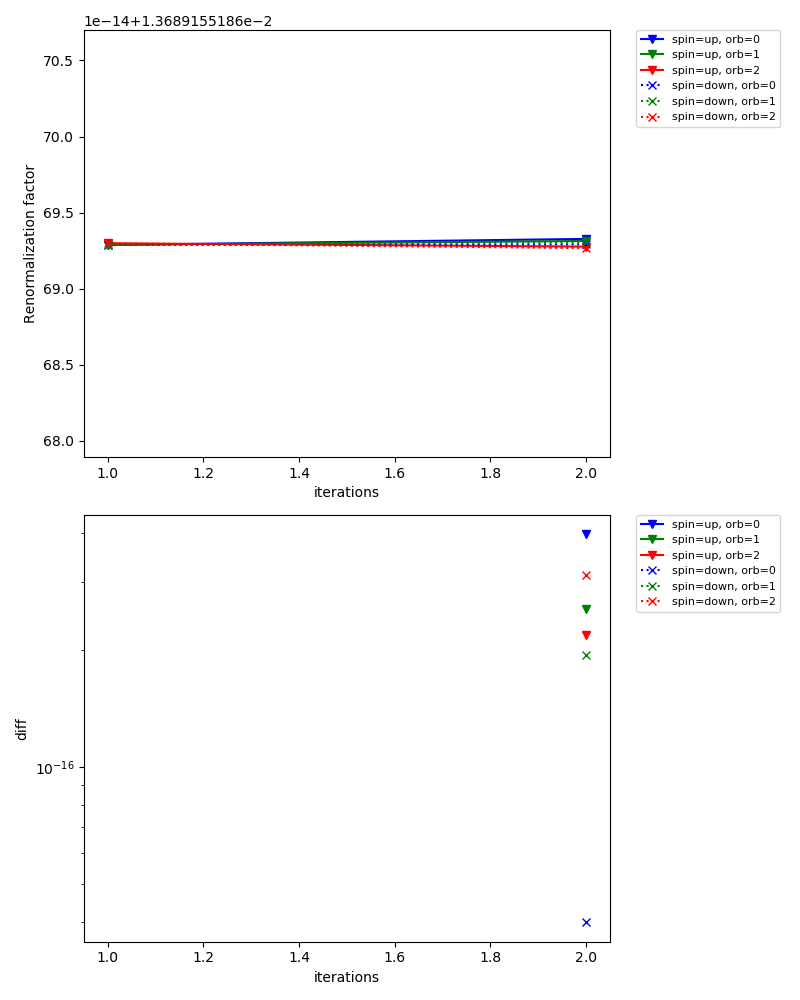 1e−14+1.3689155186e−2
70.5
70.0
69.5
69.0
68.5
68.0
Renormalization factor
1.0 1.2 1.4 1.6 1.8 2.0
iterations
spin=up, orb=0
spin=up, orb=1
spin=up, orb=2
spin=down, orb=0
spin=down, orb=1
spin=down, orb=2
diff
10^{-16}
1.0 1.2 1.4 1.6 1.8 2.0
iterations
spin=up, orb=0
spin=up, orb=1
spin=up, orb=2
spin=down, orb=0
spin=down, orb=1
spin=down, orb=2